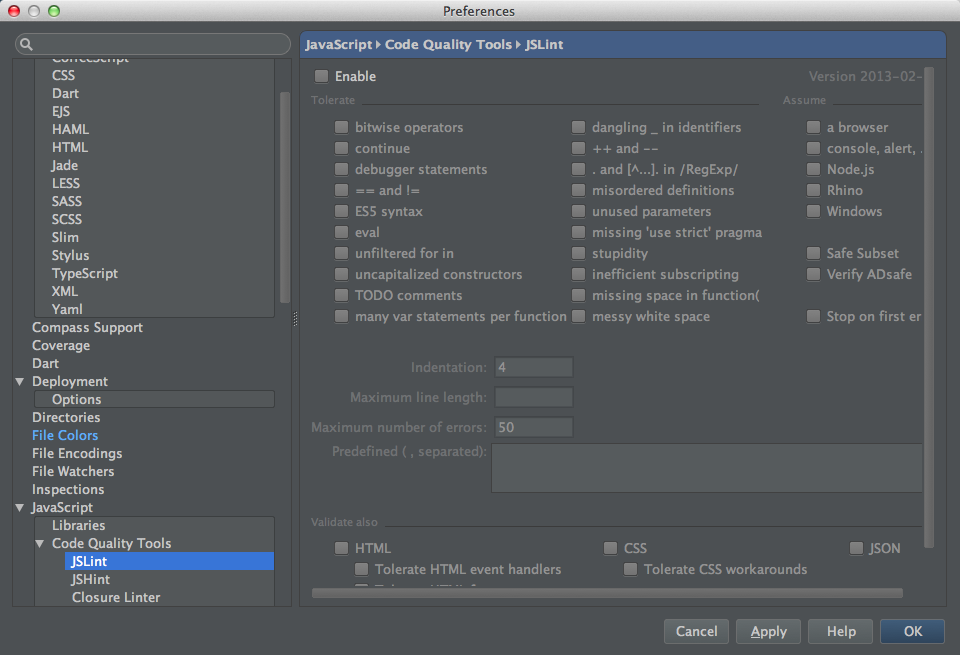 Preferences
JavaScript ▸ Code Quality Tools ▸ JSLint
CSS
Dart
EJS
HAML
HTML
Jade
LESS
SASS
SCSS
Slim
Stylus
TypeScript
XML
Yaml
Compass Support
Coverage
Dart
Deployment
Options
Directories
File Colors
File Encodings
File Watchers
Inspections
JavaScript
Libraries
Code Quality Tools
JSLint
JSHint
Closure Linter
Enable
Version 2013-02-
Tolerate
Assume
bitwise operators
dangling _ in identifiers
a browser
continue
++ and --
console, alert, .
debugger statements
. and [^...]. in /RegExp/
Node.js
== and !=
misordered definitions
Rhino
ES5 syntax
unused parameters
Windows
eval
missing 'use strict' pragma
unfiltered for in
stupidity
Safe Subset
uncapitalized constructors
inefficient subscripting
Verify ADsafe
TODO comments
missing space in function(
many var statements per function
messy white space
Stop on first er
Indentation: 4
Maximum line length:
Maximum number of errors: 50
Predefined ( , separated):
Validate also
HTML
CSS
JSON
Tolerate HTML event handlers
Tolerate CSS workarounds
Cancel
Apply
Help
OK